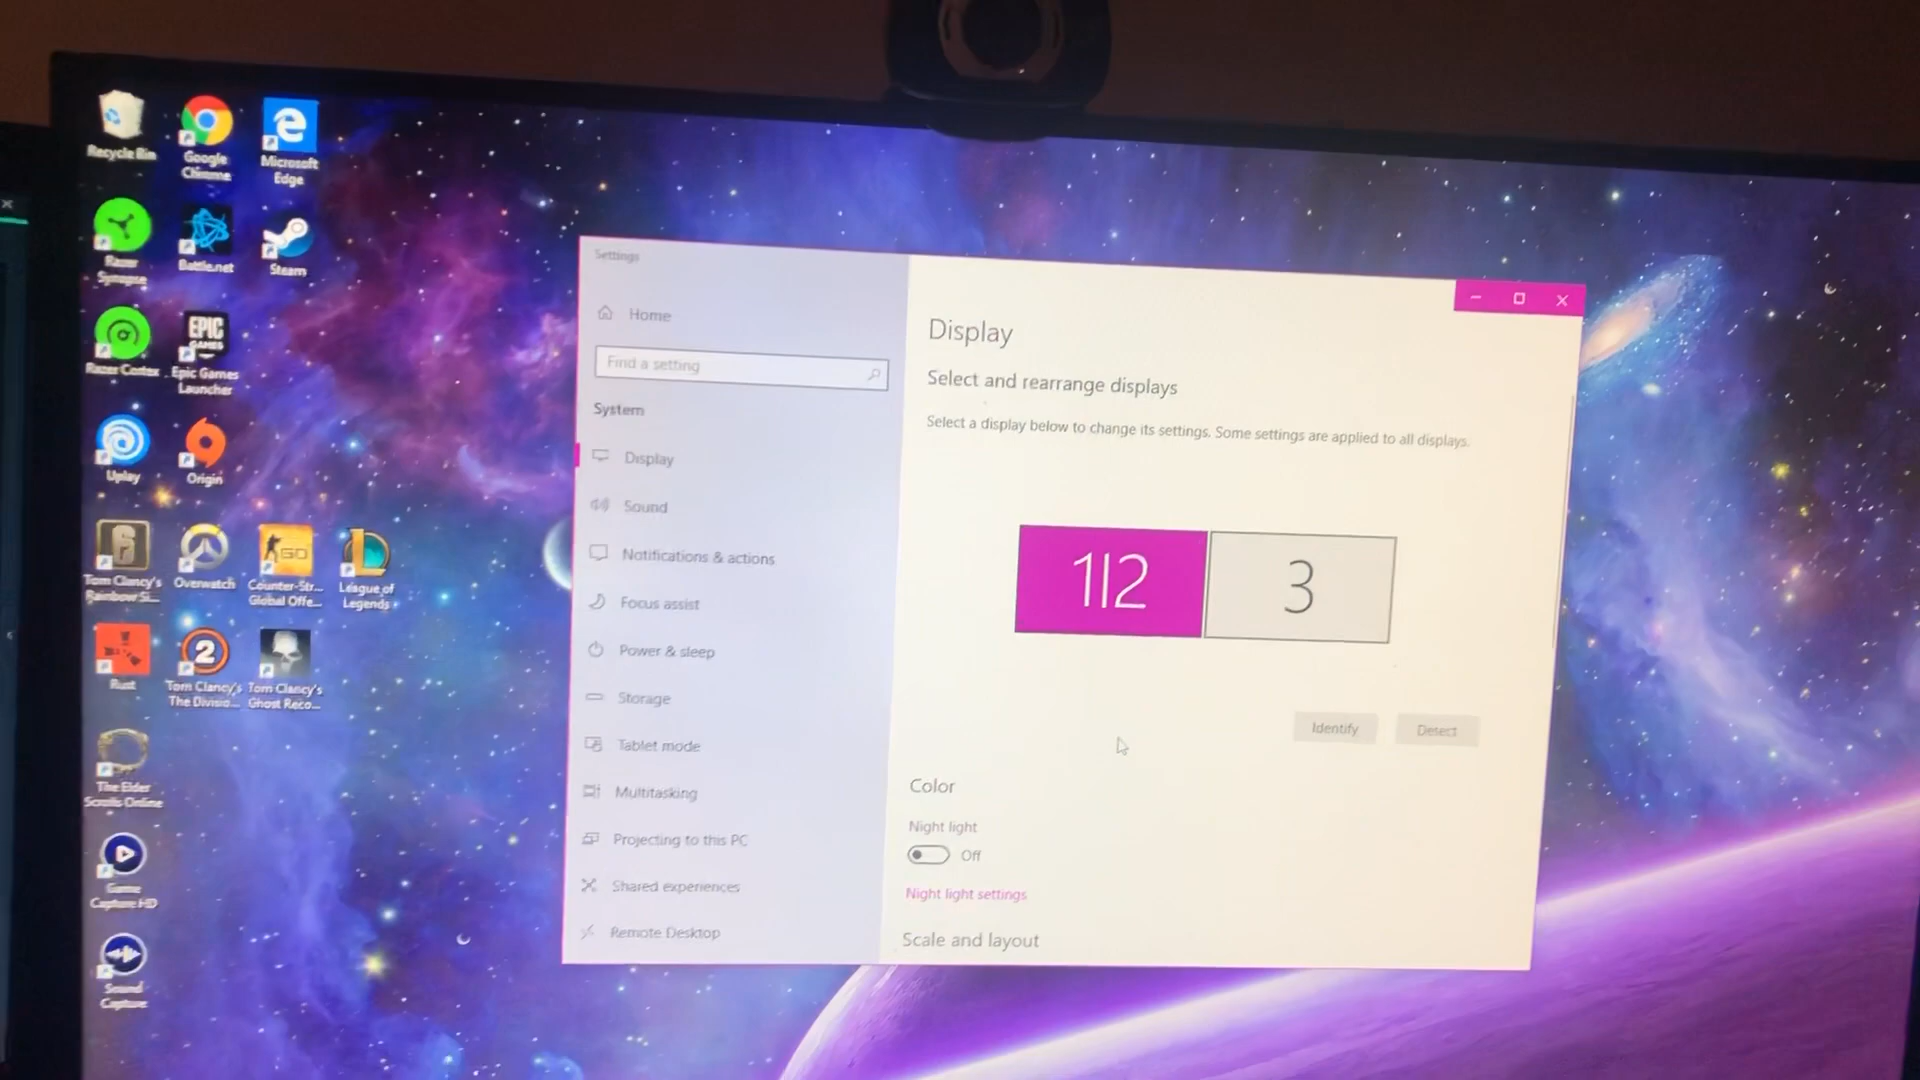 Recycle Bin
Google
Chrome
Microsoft
Edge
Razer
Synapse
Battle.net
Steam
Razer Cortex
EPIC
GAMES
Epic Games
Launcher
Uplay
Origin
Tom Clancy's
Rainbow Si...
Overwatch
GO
Counter-Str...
Global Offe...
League of
Legends
Rust
2
Tom Clancy's
The Divisio...
Tom Clancy's
Ghost Reco...
The Elder
Scrolls Online
Game
Capture HD
Sound
Capture
Settings
Home
Find a setting
System
Display
Sound
Notifications & actions
Focus assist
Power & sleep
Storage
Tablet mode
Multitasking
Projecting to this PC
Shared experiences
Remote Desktop
Display
Select and rearrange displays
Select a display below to change its settings. Some settings are applied to all displays.
1|2
3
Identify
Detect
Color
Night light
Off
Night light settings
Scale and layout